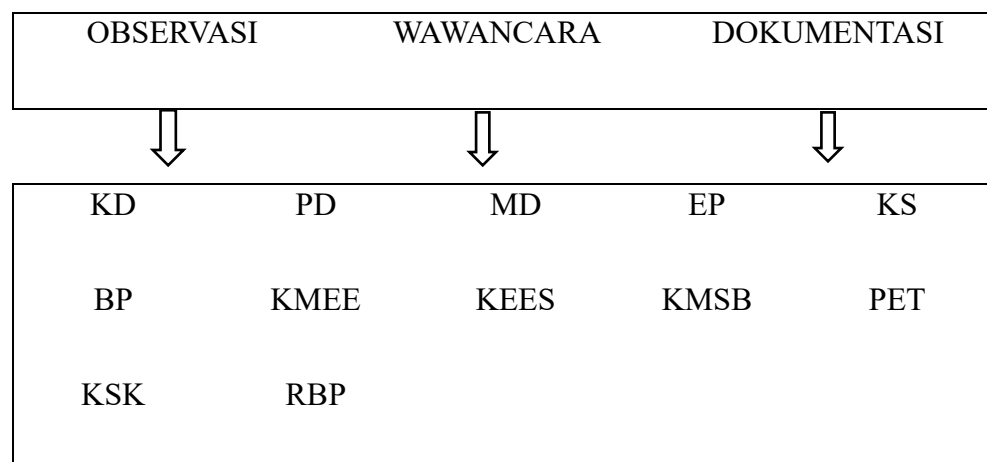 OBSERVASI WAWANCARA DOKUMENTASI
KD PD MD EP KS
BP KMEE KEES KMSB PET
KSK RBP